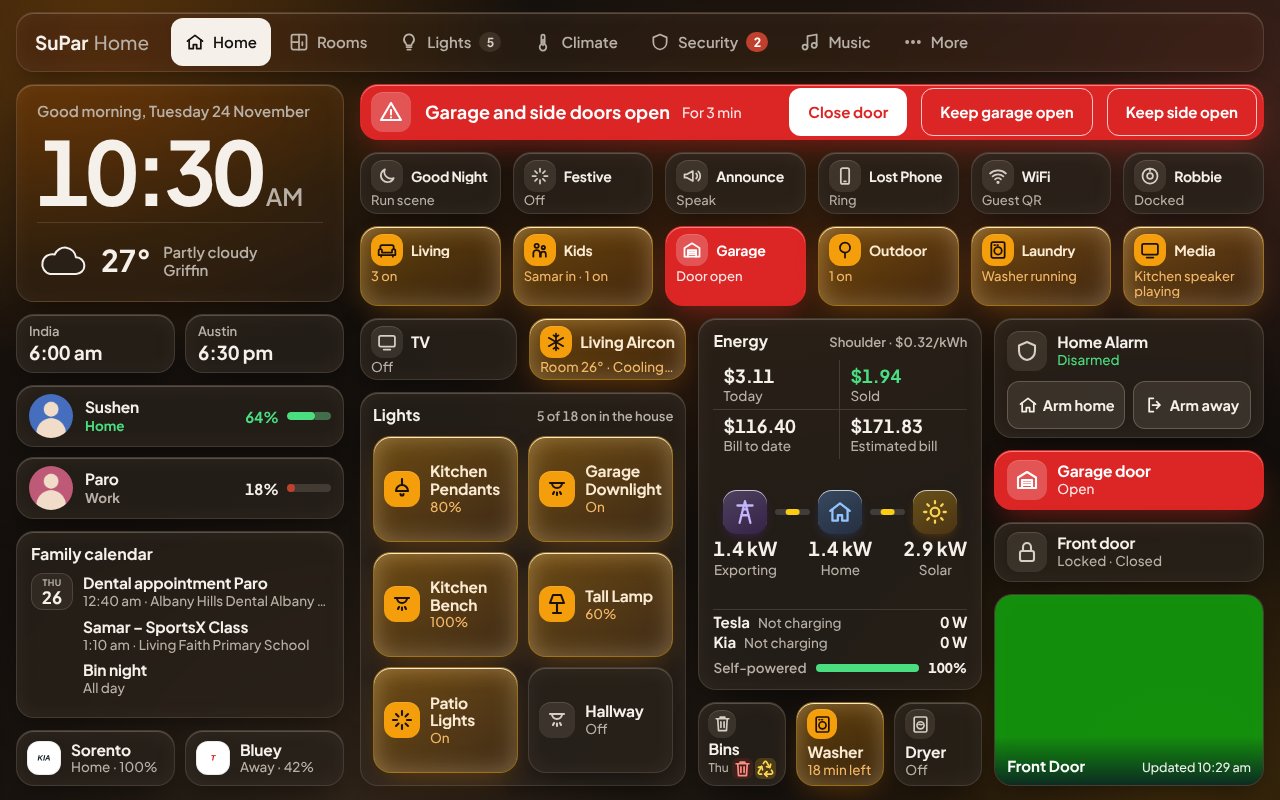 SuPar Home
Home
Rooms
Lights 5
Climate
Security 2
Music
More
Good morning, Tuesday 24 November
10:30 AM
27° Partly cloudy
Griffin
India
6:00 am
Austin
6:30 pm
Sushen
Home
64%
Paro
Work
18%
Family calendar
THU
26
Dental appointment Paro
12:40 am · Albany Hills Dental Albany ...
Samar – SportsX Class
1:10 am · Living Faith Primary School
Bin night
All day
KIA
Sorento
Home · 100%
T
Bluey
Away · 42%
Garage and side doors open For 3 min
Close door
Keep garage open
Keep side open
Good Night
Run scene
Festive
Off
Announce
Speak
Lost Phone
Ring
WiFi
Guest QR
Robbie
Docked
Living
3 on
Kids
Samar in · 1 on
Garage
Door open
Outdoor
1 on
Laundry
Washer running
Media
Kitchen speaker
playing
TV
Off
Living Aircon
Room 26° · Cooling...
Lights
5 of 18 on in the house
Kitchen
Pendants
80%
Garage
Downlight
On
Kitchen
Bench
100%
Tall Lamp
60%
Patio
Lights
On
Hallway
Off
Energy
Shoulder · $0.32/kWh
$3.11
Today
$1.94
Sold
$116.40
Bill to date
$171.83
Estimated bill
1.4 kW
Exporting
1.4 kW
Home
2.9 kW
Solar
Tesla Not charging 0 W
Kia Not charging 0 W
Self-powered 100%
Bins
Thu
Washer
18 min left
Dryer
Off
Home Alarm
Disarmed
Arm home
Arm away
Garage door
Open
Front door
Locked · Closed
Front Door
Updated 10:29 am